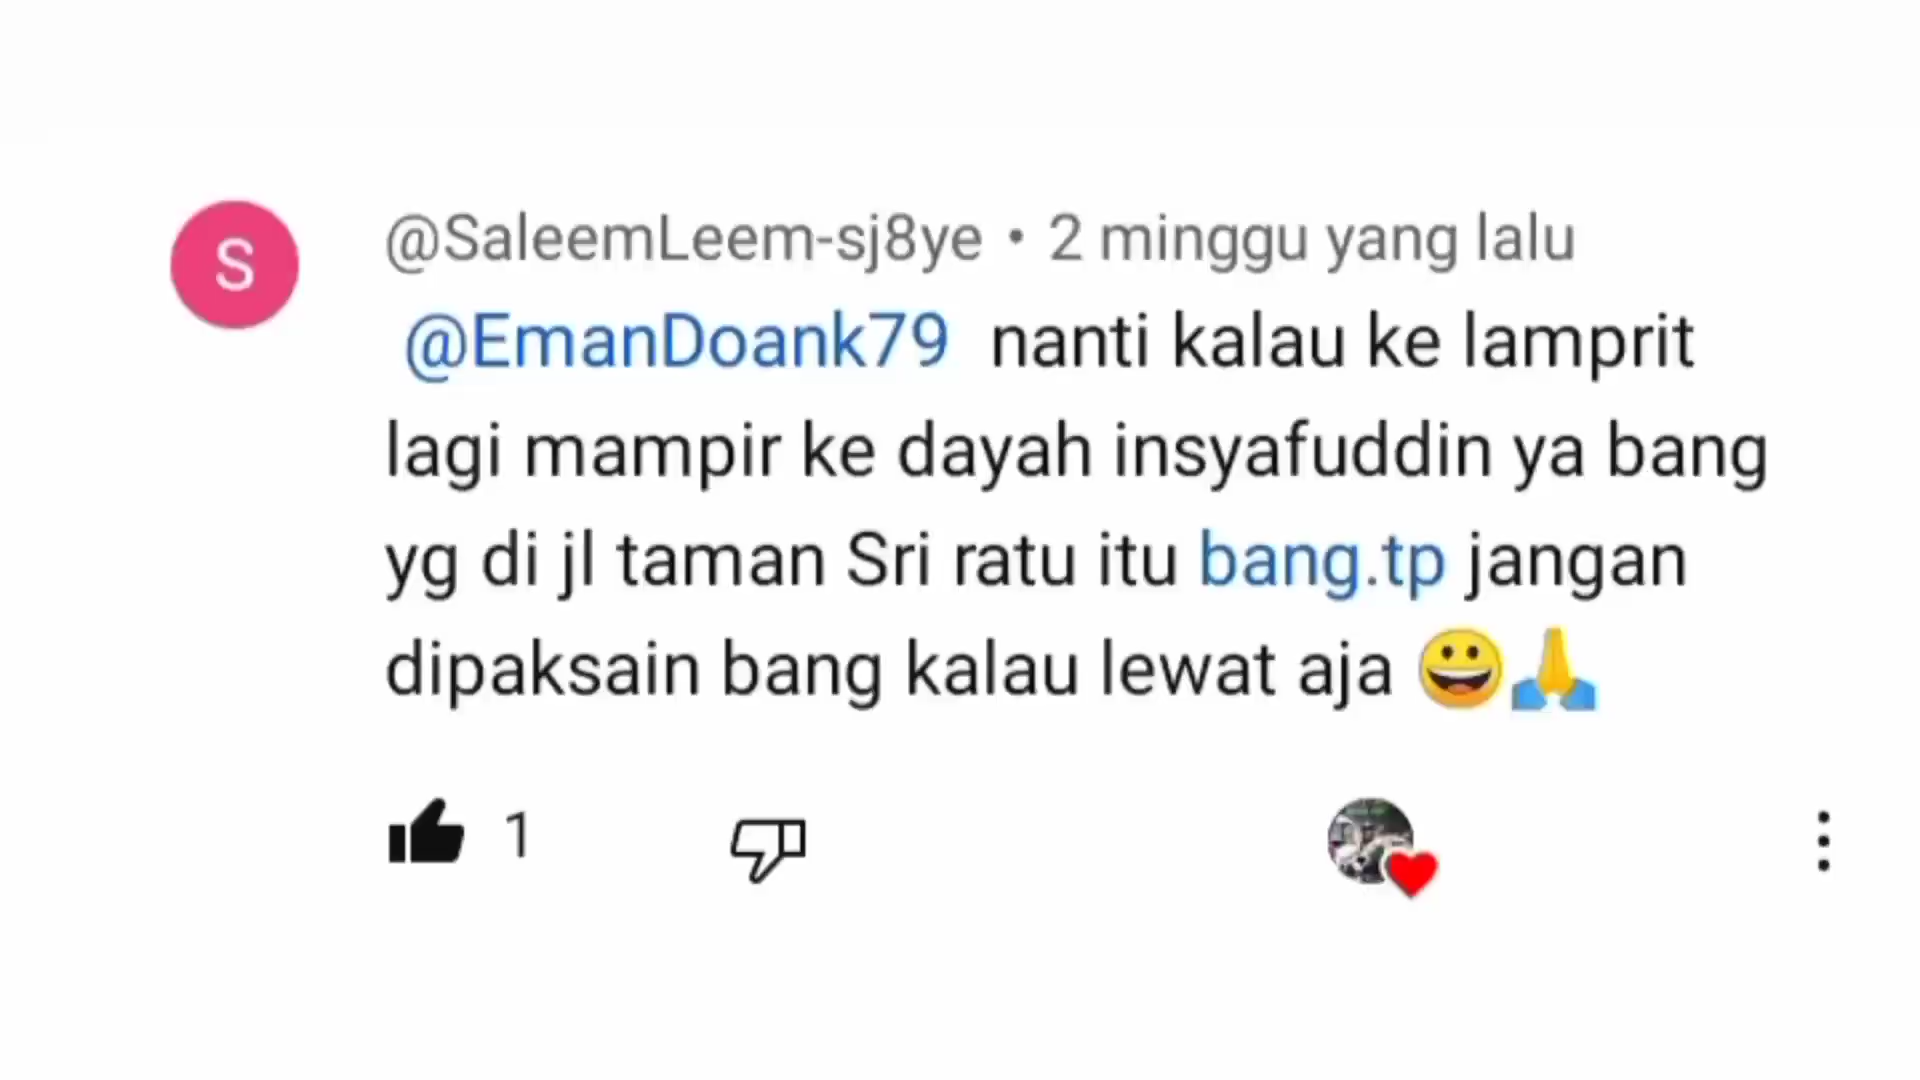 S
@SaleemLeem-sj8ye • 2 minggu yang lalu
@EmanDoank79 nanti kalau ke lamprit
lagi mampir ke dayah insyafuddin ya bang
yg di jl taman Sri ratu itu bang.tp jangan
dipaksain bang kalau lewat aja 😀🙏
1